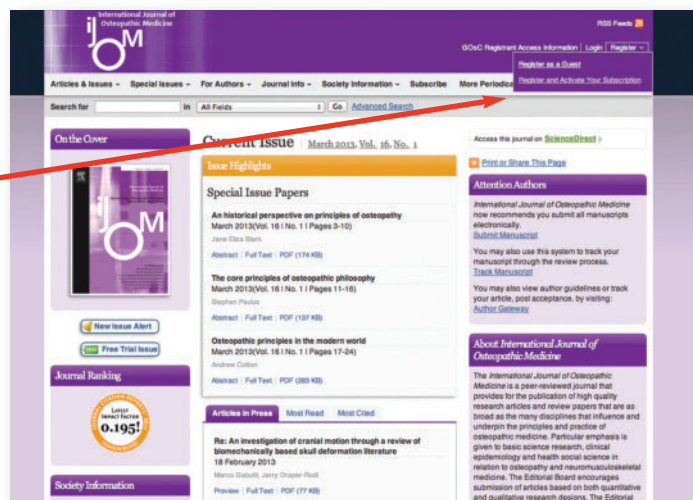 International Journal of
Osteopathic Medicine
ijOM
RSS Feeds
GOsC Registrant Access Information | Login | Register
Register as a Guest
Register and Activate Your Subscription
Articles & Issues Special Issues For Authors Journal Info Society Information Subscribe More Periodica
Search for in All Fields Go Advanced Search
On the Cover
ijOM
New Issue Alert
Free Trial Issue
Journal Ranking
Latest
Impact Factor
0.195!
Society Information
Current Issue | March 2013, Vol. 16, No. 1
Issue Highlights
Special Issue Papers
An historical perspective on principles of osteopathy
March 2013(Vol. 16 | No. 1 | Pages 3-10)
Jane Eliza Stark
Abstract | Full Text | PDF (174 KB)
The core principles of osteopathic philosophy
March 2013(Vol. 16 | No. 1 | Pages 11-16)
Stephen Paulus
Abstract | Full Text | PDF (137 KB)
Osteopathic principles in the modern world
March 2013(Vol. 16 | No. 1 | Pages 17-24)
Andrew Cotton
Abstract | Full Text | PDF (280 KB)
Articles in Press Most Read Most Cited
Re: An investigation of cranial motion through a review of
biomechanically based skull deformation literature
18 February 2013
Marco Gabutti, Jerry Draper-Rodi
Preview | Full Text | PDF (77 KB)
Access this journal on ScienceDirect
Print or Share This Page
Attention Authors
International Journal of Osteopathic Medicine
now recommends you submit all manuscripts
electronically.
Submit Manuscript
You may also use this system to track your
manuscript through the review process.
Track Manuscript
You may also view author guidelines or track
your article, post acceptance, by visiting:
Author Gateway
About International Journal of
Osteopathic Medicine
The International Journal of Osteopathic
Medicine is a peer-reviewed journal that
provides for the publication of high quality
research articles and review papers that are as
broad as the many disciplines that influence and
underpin the principles and practice of
osteopathic medicine. Particular emphasis is
given to basic science research, clinical
epidemiology and health social science in
relation to osteopathy and neuromusculoskeletal
medicine. The Editorial Board encourages
submission of articles based on both quantitative
and qualitative research designs. The Editorial